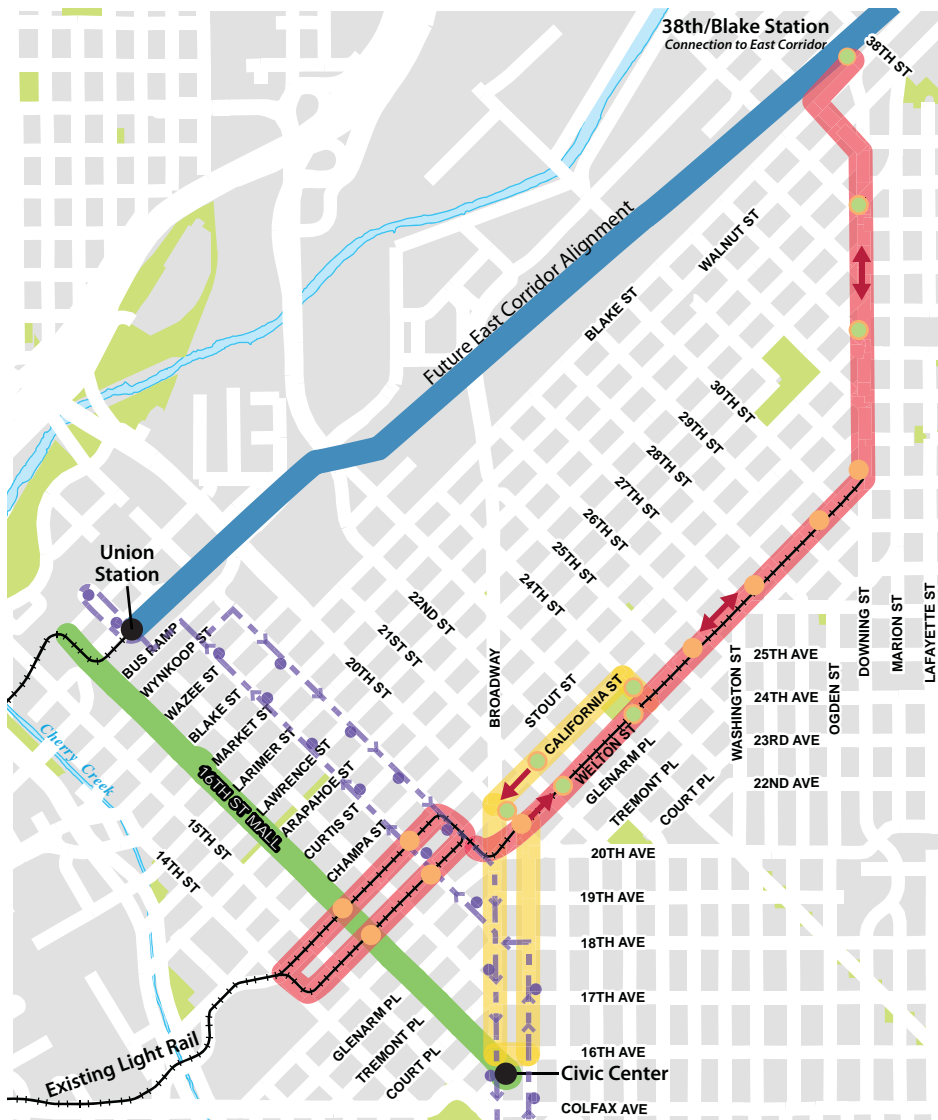 38th/Blake Station
Connection to East Corridor
38TH ST
WALNUT ST
Future East Corridor Alignment
BLAKE ST
30TH ST
29TH ST
28TH ST
27TH ST
26TH ST
25TH ST
24TH ST
Union
Station
22ND ST
21ST ST
20TH ST
BUS RAMP
WYNKOOP ST
WAZEE ST
BLAKE ST
MARKET ST
LARIMER ST
LAWRENCE ST
ARAPAHOE ST
CURTIS ST
CHAMPA ST
BROADWAY
STOUT ST
CALIFORNIA ST
WELTON ST
GLENARM PL
TREMONT PL
COURT PL
WASHINGTON ST
OGDEN ST
DOWNING ST
MARION ST
LAFAYETTE ST
25TH AVE
24TH AVE
23RD AVE
22ND AVE
Cherry Creek
16TH ST MALL
15TH ST
14TH ST
20TH AVE
19TH AVE
18TH AVE
17TH AVE
16TH AVE
GLENARM PL
TREMONT PL
COURT PL
Existing Light Rail
Civic Center
COLFAX AVE